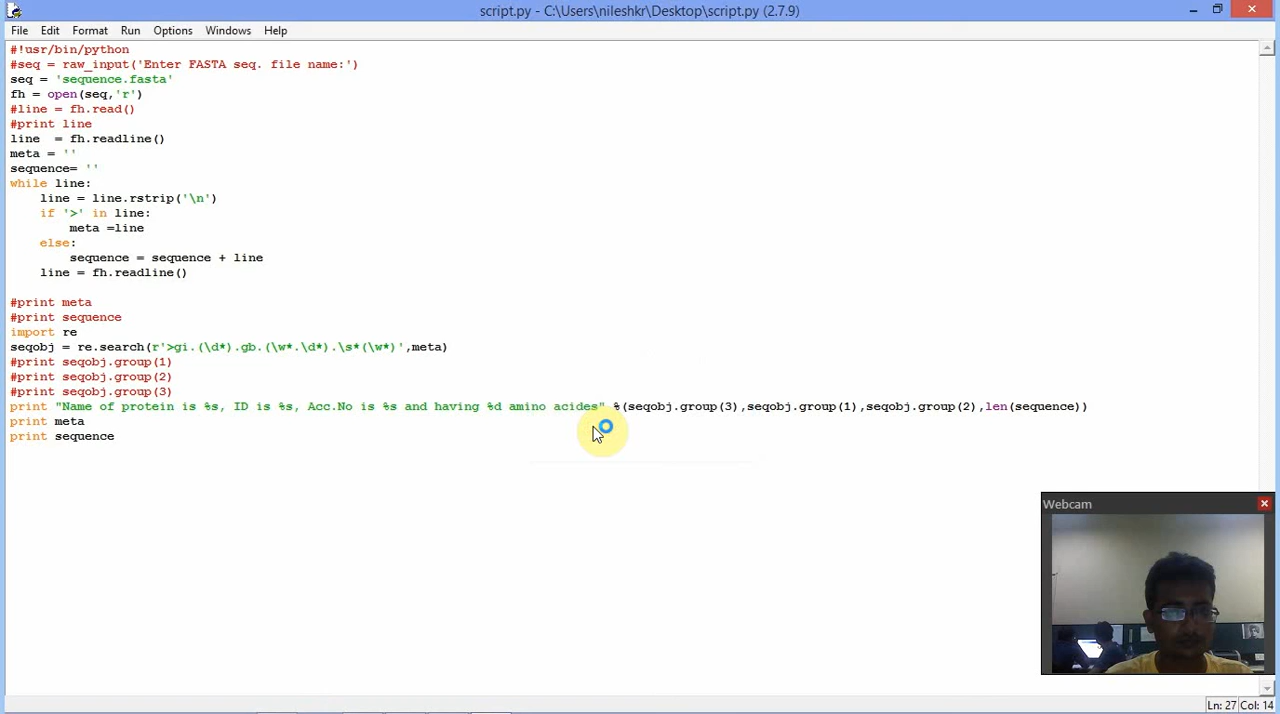 script.py - C:\Users\nileshkr\Desktop\script.py (2.7.9)
File Edit Format Run Options Windows Help
#!usr/bin/python
#seq = raw_input('Enter FASTA seq. file name:')
seq = 'sequence.fasta'
fh = open(seq,'r')
#line = fh.read()
#print line
line  = fh.readline()
meta = ''
sequence= ''
while line:
    line = line.rstrip('\n')
    if '>' in line:
        meta =line
    else:
        sequence = sequence + line
    line = fh.readline()
#print meta
#print sequence
import re
seqobj = re.search(r'>gi.(\d*).gb.(\w*.\d*).\s*(\w*)',meta)
#print seqobj.group(1)
#print seqobj.group(2)
#print seqobj.group(3)
print "Name of protein is %s, ID is %s, Acc.No is %s and having %d amino acides" %(seqobj.group(3),seqobj.group(1),seqobj.group(2),len(sequence))
print meta
print sequence
Webcam
Ln: 27 Col: 14